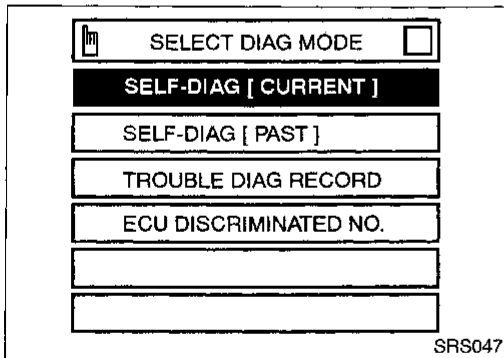 SELECT DIAG MODE
SELF-DIAG [ CURRENT ]
SELF-DIAG [ PAST ]
TROUBLE DIAG RECORD
ECU DISCRIMINATED NO.
SRS047